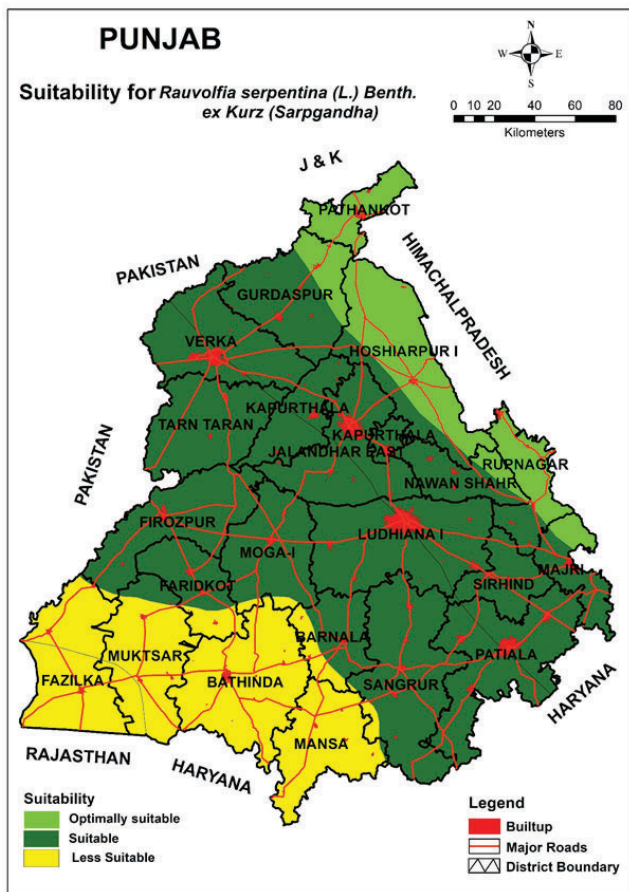 PUNJAB
N
W E
S
Suitability for Rauvolfia serpentina (L.) Benth.
ex Kurz (Sarpgandha)
0 10 20 40 60 80
Kilometers
J & K
PATHANKOT
PAKISTAN
HIMACHALPRADESH
GURDASPUR
VERKA
HOSHIARPUR I
KAPURTHALA
TARN TARAN
KAPURTHALA
JALANDHAR EAST
PAKISTAN
RUPNAGAR
NAWAN SHAHR
FIROZPUR
LUDHIANA I
MOGA-I
MAJRI
FARIDKOT
SIRHIND
BARNALA
MUKTSAR
PATIALA
FAZILKA
BATHINDA
SANGRUR
HARYANA
MANSA
RAJASTHAN
HARYANA
Suitability
Optimally suitable
Suitable
Less Suitable
Legend
Builtup
Major Roads
District Boundary